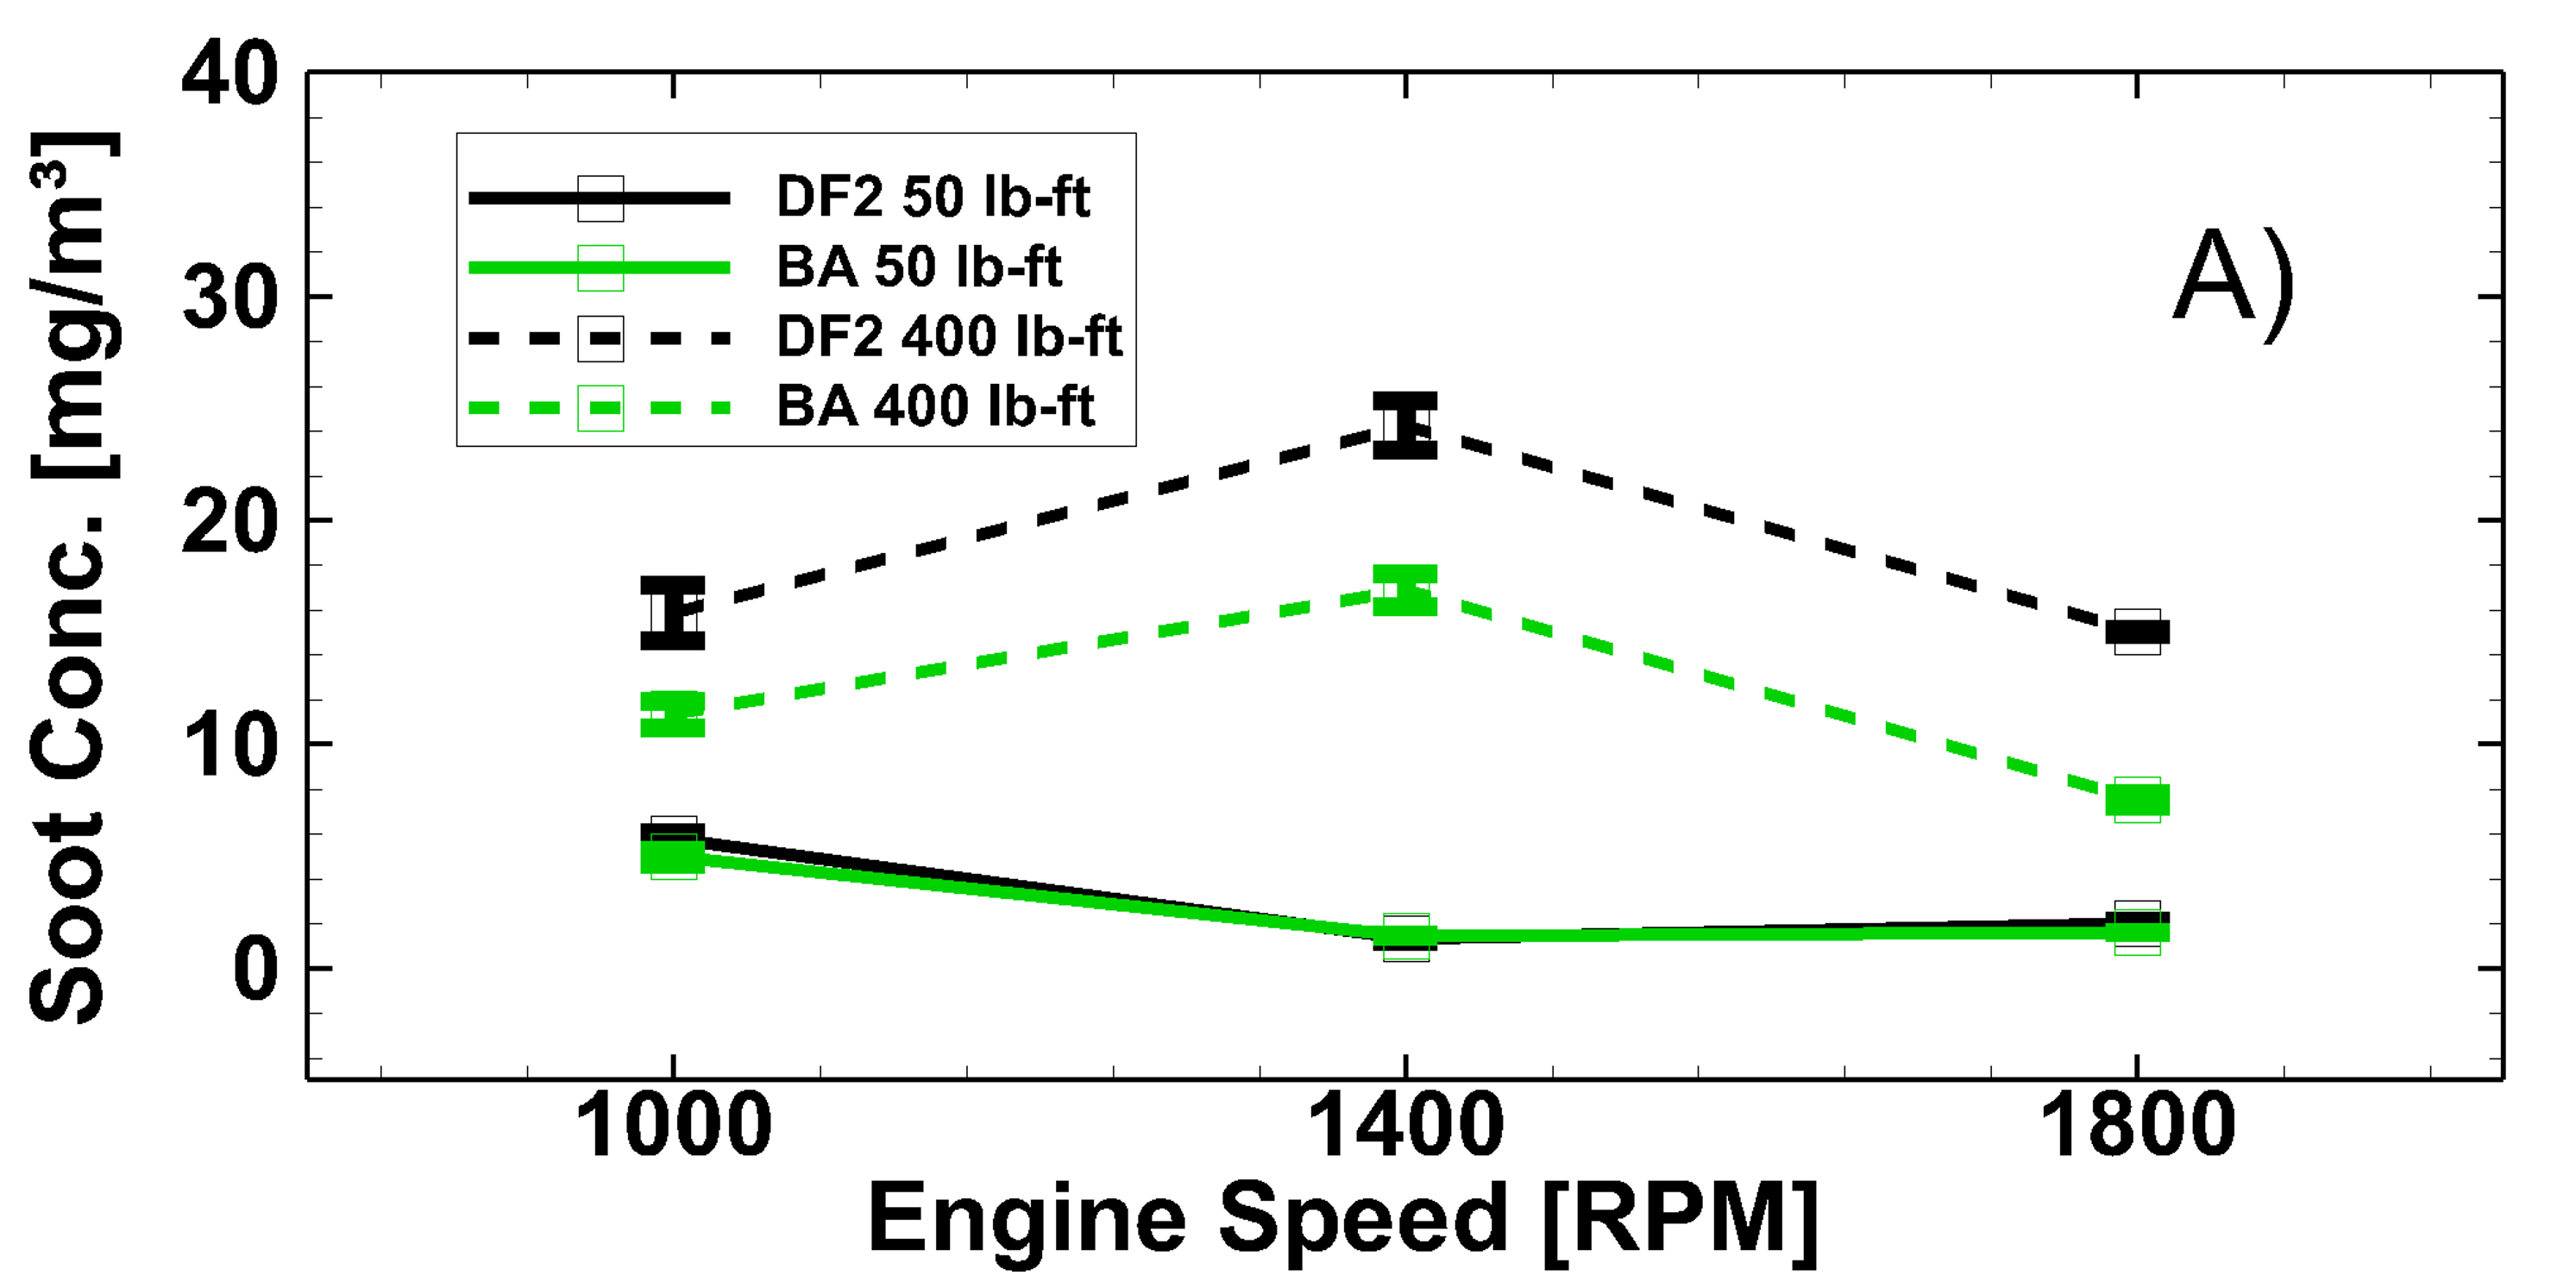 40
30
20
10
0
Soot Conc. [mg/m³]
DF2 50 lb-ft
BA 50 lb-ft
DF2 400 lb-ft
BA 400 lb-ft
A)
1000 1400 1800
Engine Speed [RPM]